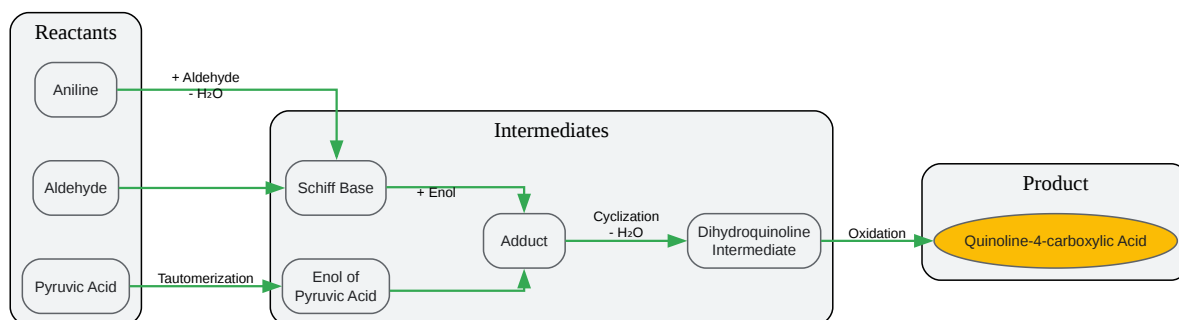 Reactants
Aniline
+ Aldehyde
- H₂O
Intermediates
Aldehyde
Schiff Base
+ Enol
Adduct
Cyclization
- H₂O
Dihydroquinoline
Intermediate
Oxidation
Product
Quinoline-4-carboxylic Acid
Pyruvic Acid
Tautomerization
Enol of
Pyruvic Acid